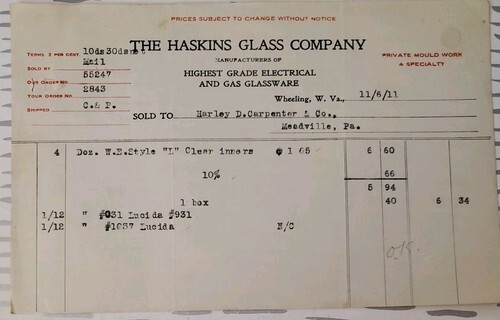 PRICES SUBJECT TO CHANGE WITHOUT NOTICE
TERMS 2 PER CENT. 10ds30dsnet
THE HASKINS GLASS COMPANY
SOLD BY Mail
MANUFACTURERS OF
PRIVATE MOULD WORK
A SPECIALTY
OUR ORDER NO. 55247
HIGHEST GRADE ELECTRICAL
AND GAS GLASSWARE
YOUR ORDER NO. 2843
Wheeling, W. Va., 11/6/11
SHIPPED C.& P.
SOLD TO Harley D.Carpenter & Co.,
Meadville, Pa.
4 Doz. W.E.Style "L" Clear inners @ 1 65 6 60
10% 66
5 94
1 box 40 6 34
1/12 " #031 Lucida #931
1/12 " #1037 Lucida N/C
O.K.